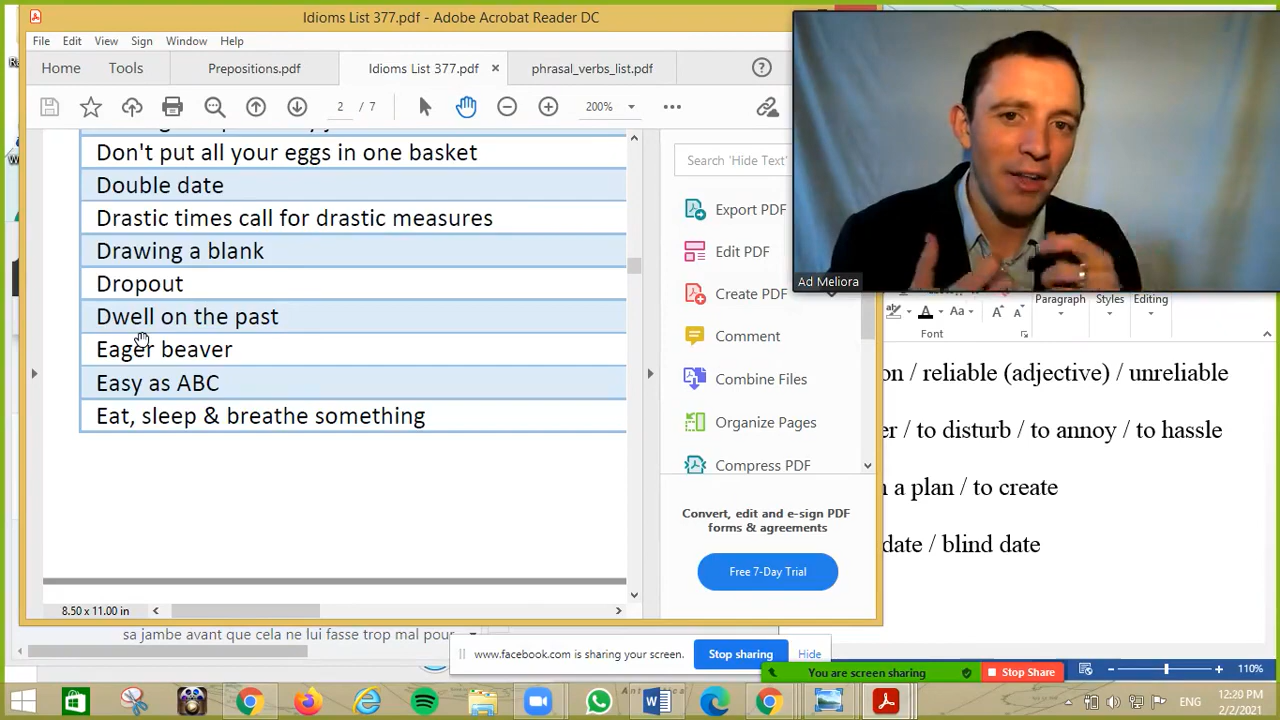 Idioms List 377.pdf - Adobe Acrobat Reader DC
File Edit View Sign Window Help
Home Tools Prepositions.pdf Idioms List 377.pdf × phrasal_verbs_list.pdf
2 / 7 200%
Don't put all your eggs in one basket
Double date
Drastic times call for drastic measures
Drawing a blank
Dropout
Dwell on the past
Eager beaver
Easy as ABC
Eat, sleep & breathe something
8.50 x 11.00 in
Search 'Hide Text'
Export PDF
Edit PDF
Create PDF
Comment
Combine Files
Organize Pages
Compress PDF
Convert, edit and e-sign PDF
forms & agreements
Free 7-Day Trial
Ad Meliora
Paragraph Styles Editing
A Aa A A
Font
on / reliable (adjective) / unreliable
er / to disturb / to annoy / to hassle
a plan / to create
date / blind date
sa jambe avant que cela ne lui fasse trop mal pour
www.facebook.com is sharing your screen. Stop sharing Hide
You are screen sharing Stop Share
110%
ENG
12:20 PM
2/2/2021